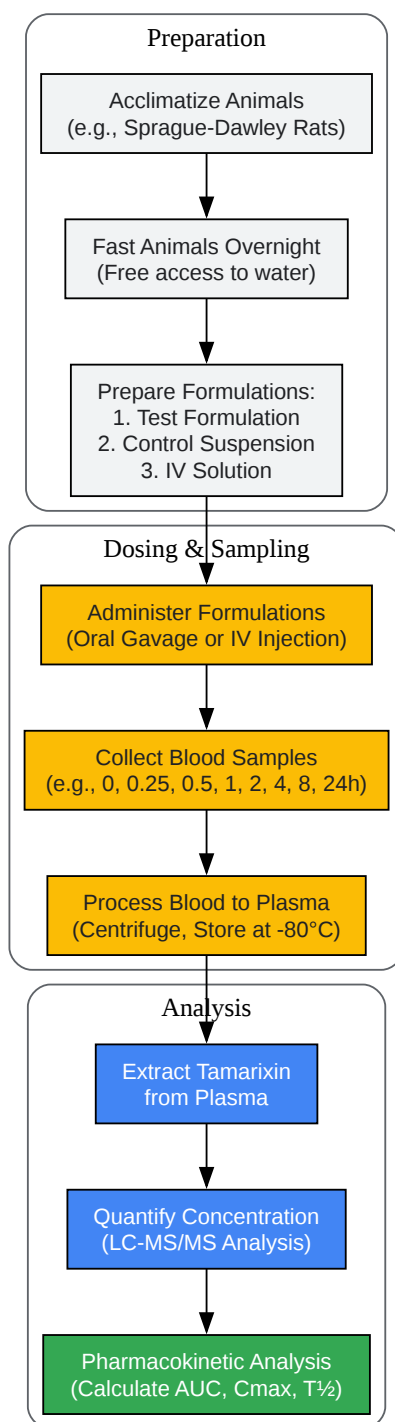 Preparation
Acclimatize Animals
(e.g., Sprague-Dawley Rats)
Fast Animals Overnight
(Free access to water)
Prepare Formulations:
1. Test Formulation
2. Control Suspension
3. IV Solution
Dosing & Sampling
Administer Formulations
(Oral Gavage or IV Injection)
Collect Blood Samples
(e.g., 0, 0.25, 0.5, 1, 2, 4, 8, 24h)
Process Blood to Plasma
(Centrifuge, Store at -80°C)
Analysis
Extract Tamarixin
from Plasma
Quantify Concentration
(LC-MS/MS Analysis)
Pharmacokinetic Analysis
(Calculate AUC, Cmax, T½)